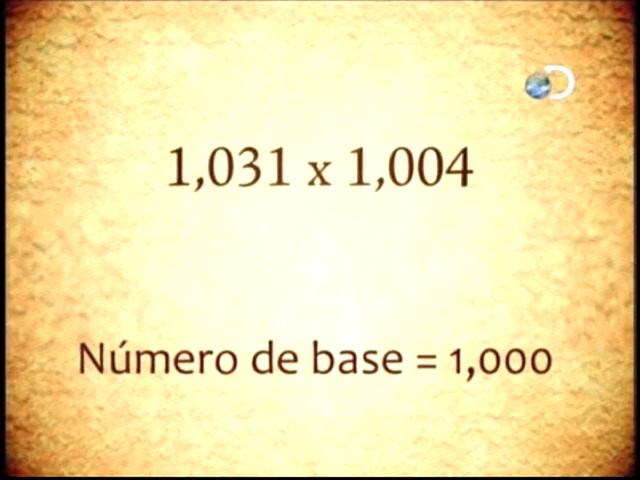 1,031 x 1,004
Número de base = 1,000